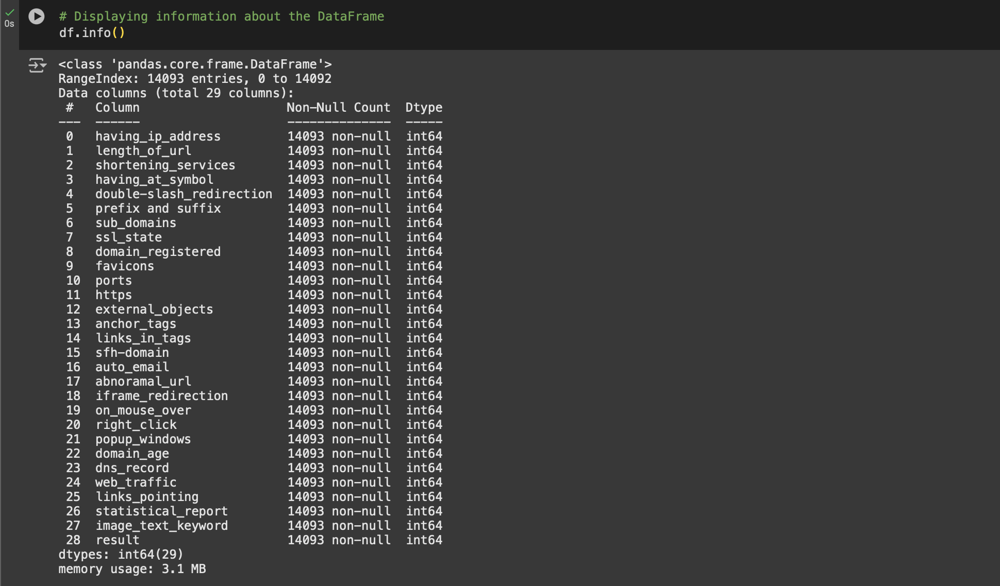 0s
# Displaying information about the DataFrame
df.info()
<class 'pandas.core.frame.DataFrame'>
RangeIndex: 14093 entries, 0 to 14092
Data columns (total 29 columns):
 #   Column                    Non-Null Count  Dtype
---  ------                    --------------  -----
 0   having_ip_address         14093 non-null  int64
 1   length_of_url             14093 non-null  int64
 2   shortening_services       14093 non-null  int64
 3   having_at_symbol          14093 non-null  int64
 4   double-slash_redirection  14093 non-null  int64
 5   prefix and suffix         14093 non-null  int64
 6   sub_domains               14093 non-null  int64
 7   ssl_state                 14093 non-null  int64
 8   domain_registered         14093 non-null  int64
 9   favicons                  14093 non-null  int64
 10  ports                     14093 non-null  int64
 11  https                     14093 non-null  int64
 12  external_objects          14093 non-null  int64
 13  anchor_tags               14093 non-null  int64
 14  links_in_tags             14093 non-null  int64
 15  sfh-domain                14093 non-null  int64
 16  auto_email                14093 non-null  int64
 17  abnoramal_url             14093 non-null  int64
 18  iframe_redirection        14093 non-null  int64
 19  on_mouse_over             14093 non-null  int64
 20  right_click               14093 non-null  int64
 21  popup_windows             14093 non-null  int64
 22  domain_age                14093 non-null  int64
 23  dns_record                14093 non-null  int64
 24  web_traffic               14093 non-null  int64
 25  links_pointing            14093 non-null  int64
 26  statistical_report        14093 non-null  int64
 27  image_text_keyword        14093 non-null  int64
 28  result                    14093 non-null  int64
dtypes: int64(29)
memory usage: 3.1 MB